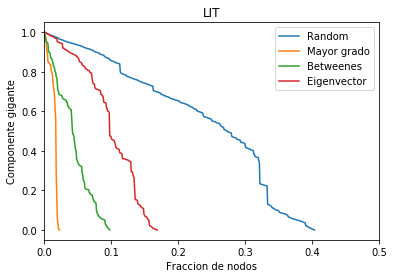 LIT
Random
Mayor grado
Betweenes
Eigenvector
Componente gigante
1.0
0.8
0.6
0.4
0.2
0.0
0.0 0.1 0.2 0.3 0.4 0.5
Fraccion de nodos